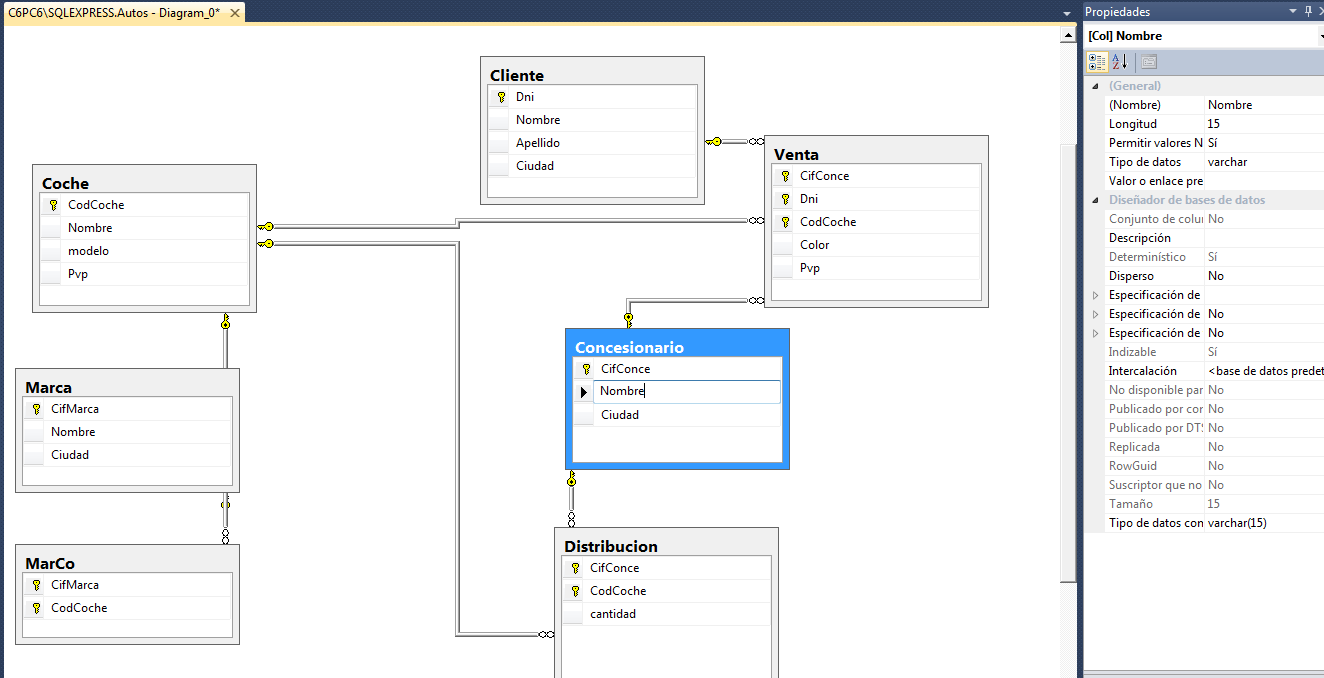 C6PC6\SQLEXPRESS.Autos - Diagram_0*
Cliente
Dni
Nombre
Apellido
Ciudad
Venta
CifConce
Dni
CodCoche
Color
Pvp
Coche
CodCoche
Nombre
modelo
Pvp
Concesionario
CifConce
Nombre
Ciudad
Marca
CifMarca
Nombre
Ciudad
MarCo
CifMarca
CodCoche
Distribucion
CifConce
CodCoche
cantidad
Propiedades
[Col] Nombre
(General)
(Nombre) Nombre
Longitud 15
Permitir valores N Sí
Tipo de datos varchar
Valor o enlace pre
Diseñador de bases de datos
Conjunto de colu No
Descripción
Determinístico Sí
Disperso No
Especificación de
Especificación de No
Especificación de No
Indizable Sí
Intercalación <base de datos predet
No disponible par No
Publicado por cor No
Publicado por DTS No
Replicada No
RowGuid No
Suscriptor que no No
Tamaño 15
Tipo de datos con varchar(15)